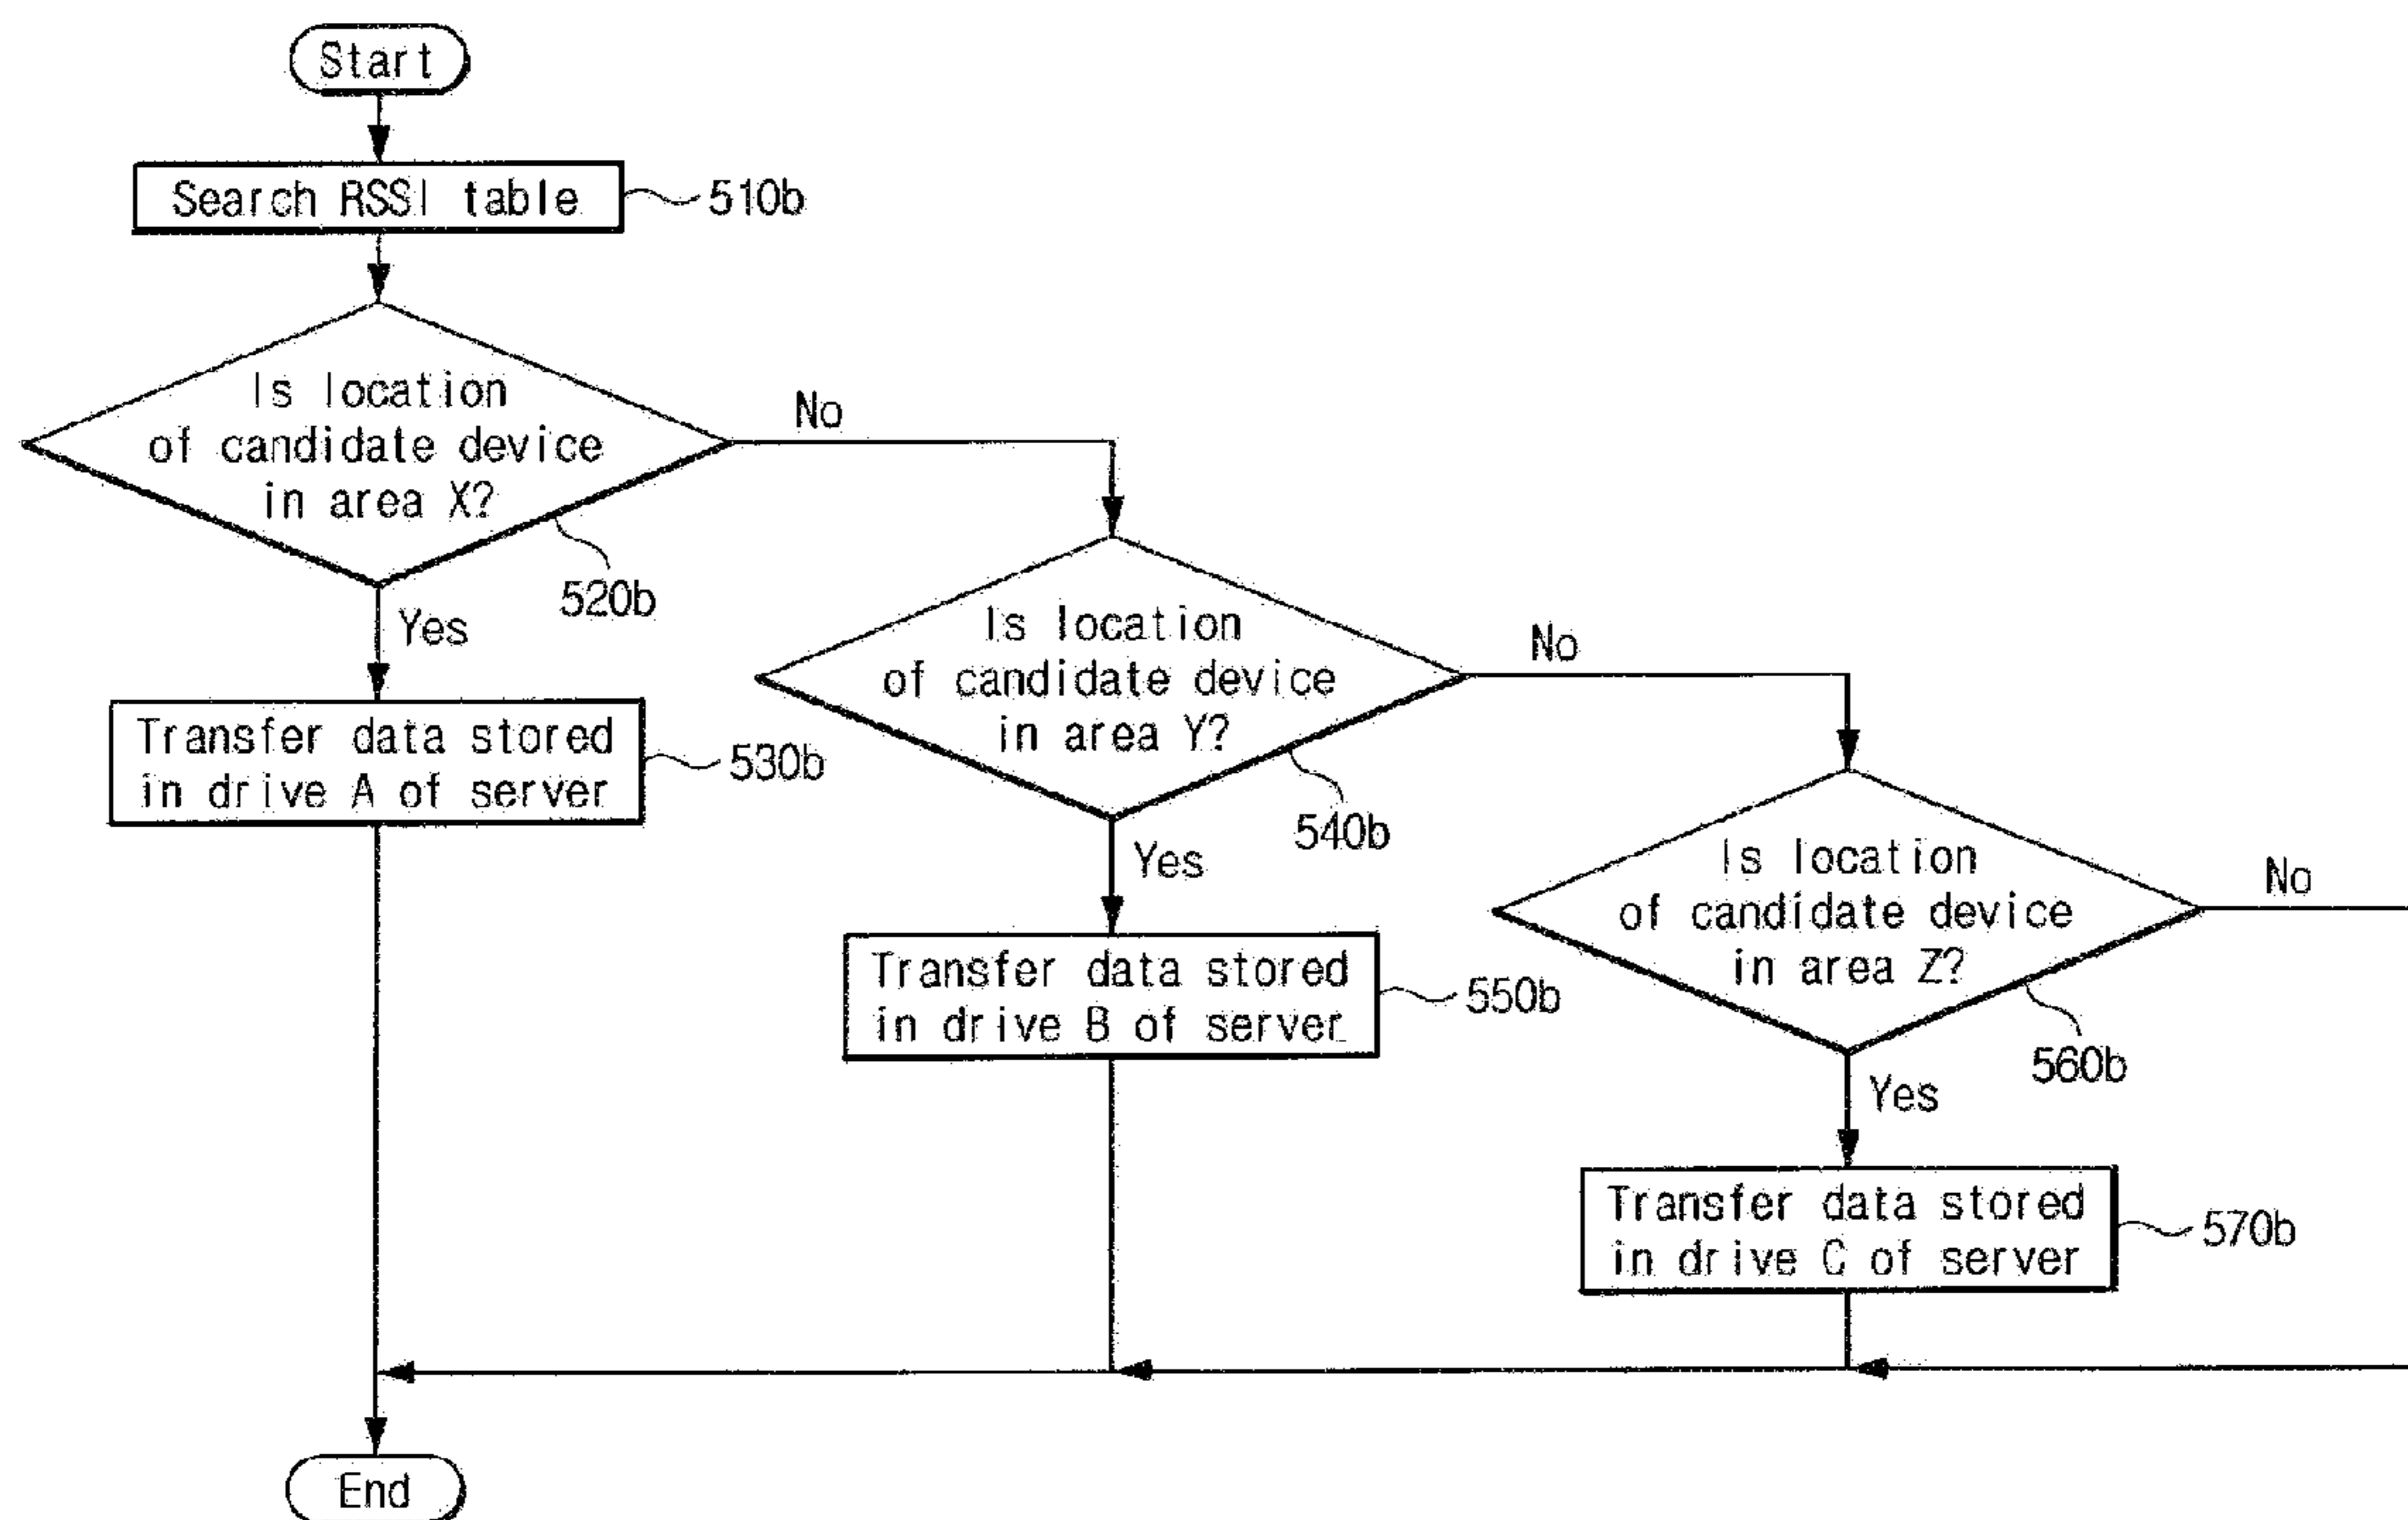 Start
Search RSSI table
510b
Is location
of candidate device
in area X?
No
520b
Yes
Transfer data stored
in drive A of server
530b
Is location
of candidate device
in area Y?
No
540b
Yes
Transfer data stored
in drive B of server
550b
Is location
of candidate device
in area Z?
No
560b
Yes
Transfer data stored
in drive C of server
570b
End